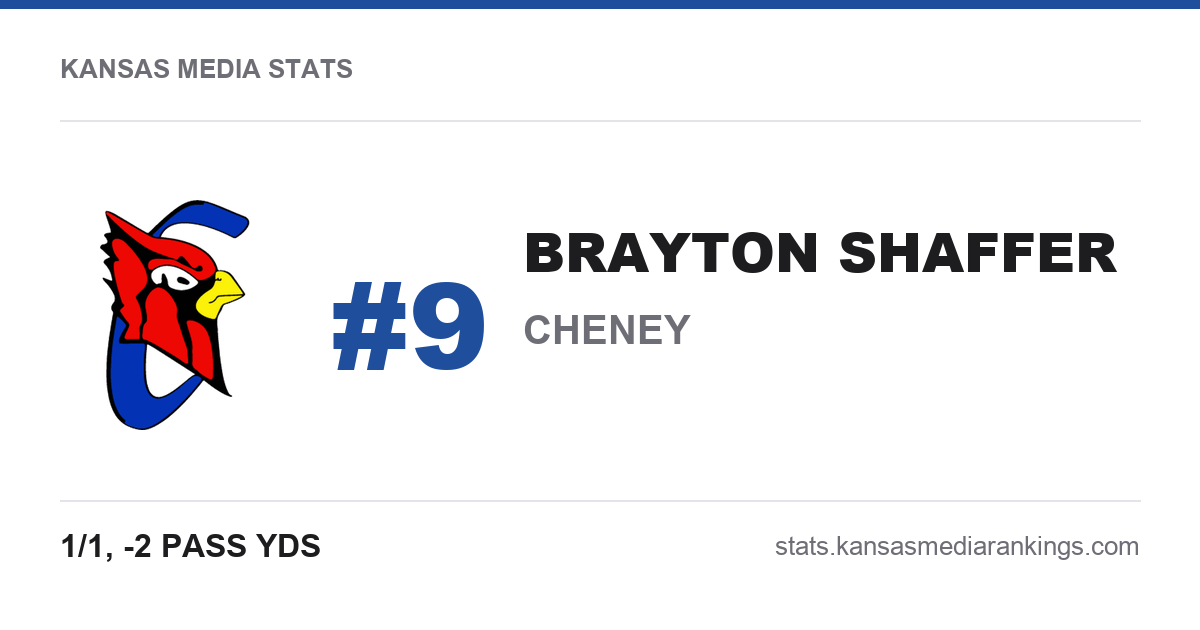 KANSAS MEDIA STATS
#9
BRAYTON SHAFFER
CHENEY
1/1, -2 PASS YDS
stats.kansasmediarankings.com